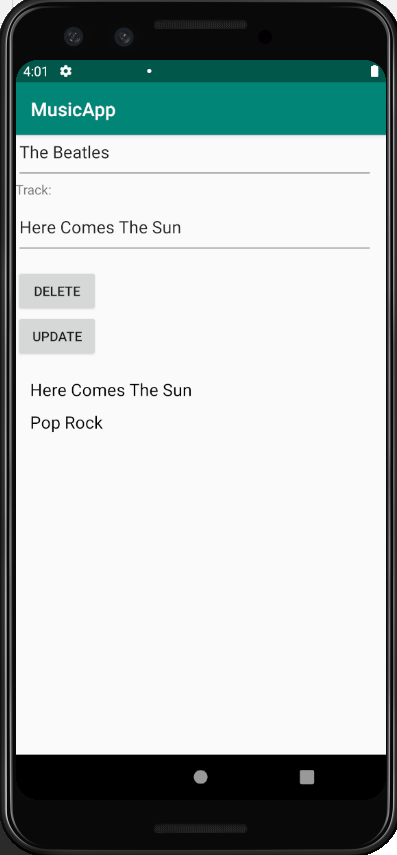 4:01
MusicApp
The Beatles
Track:
Here Comes The Sun
DELETE
UPDATE
Here Comes The Sun
Pop Rock